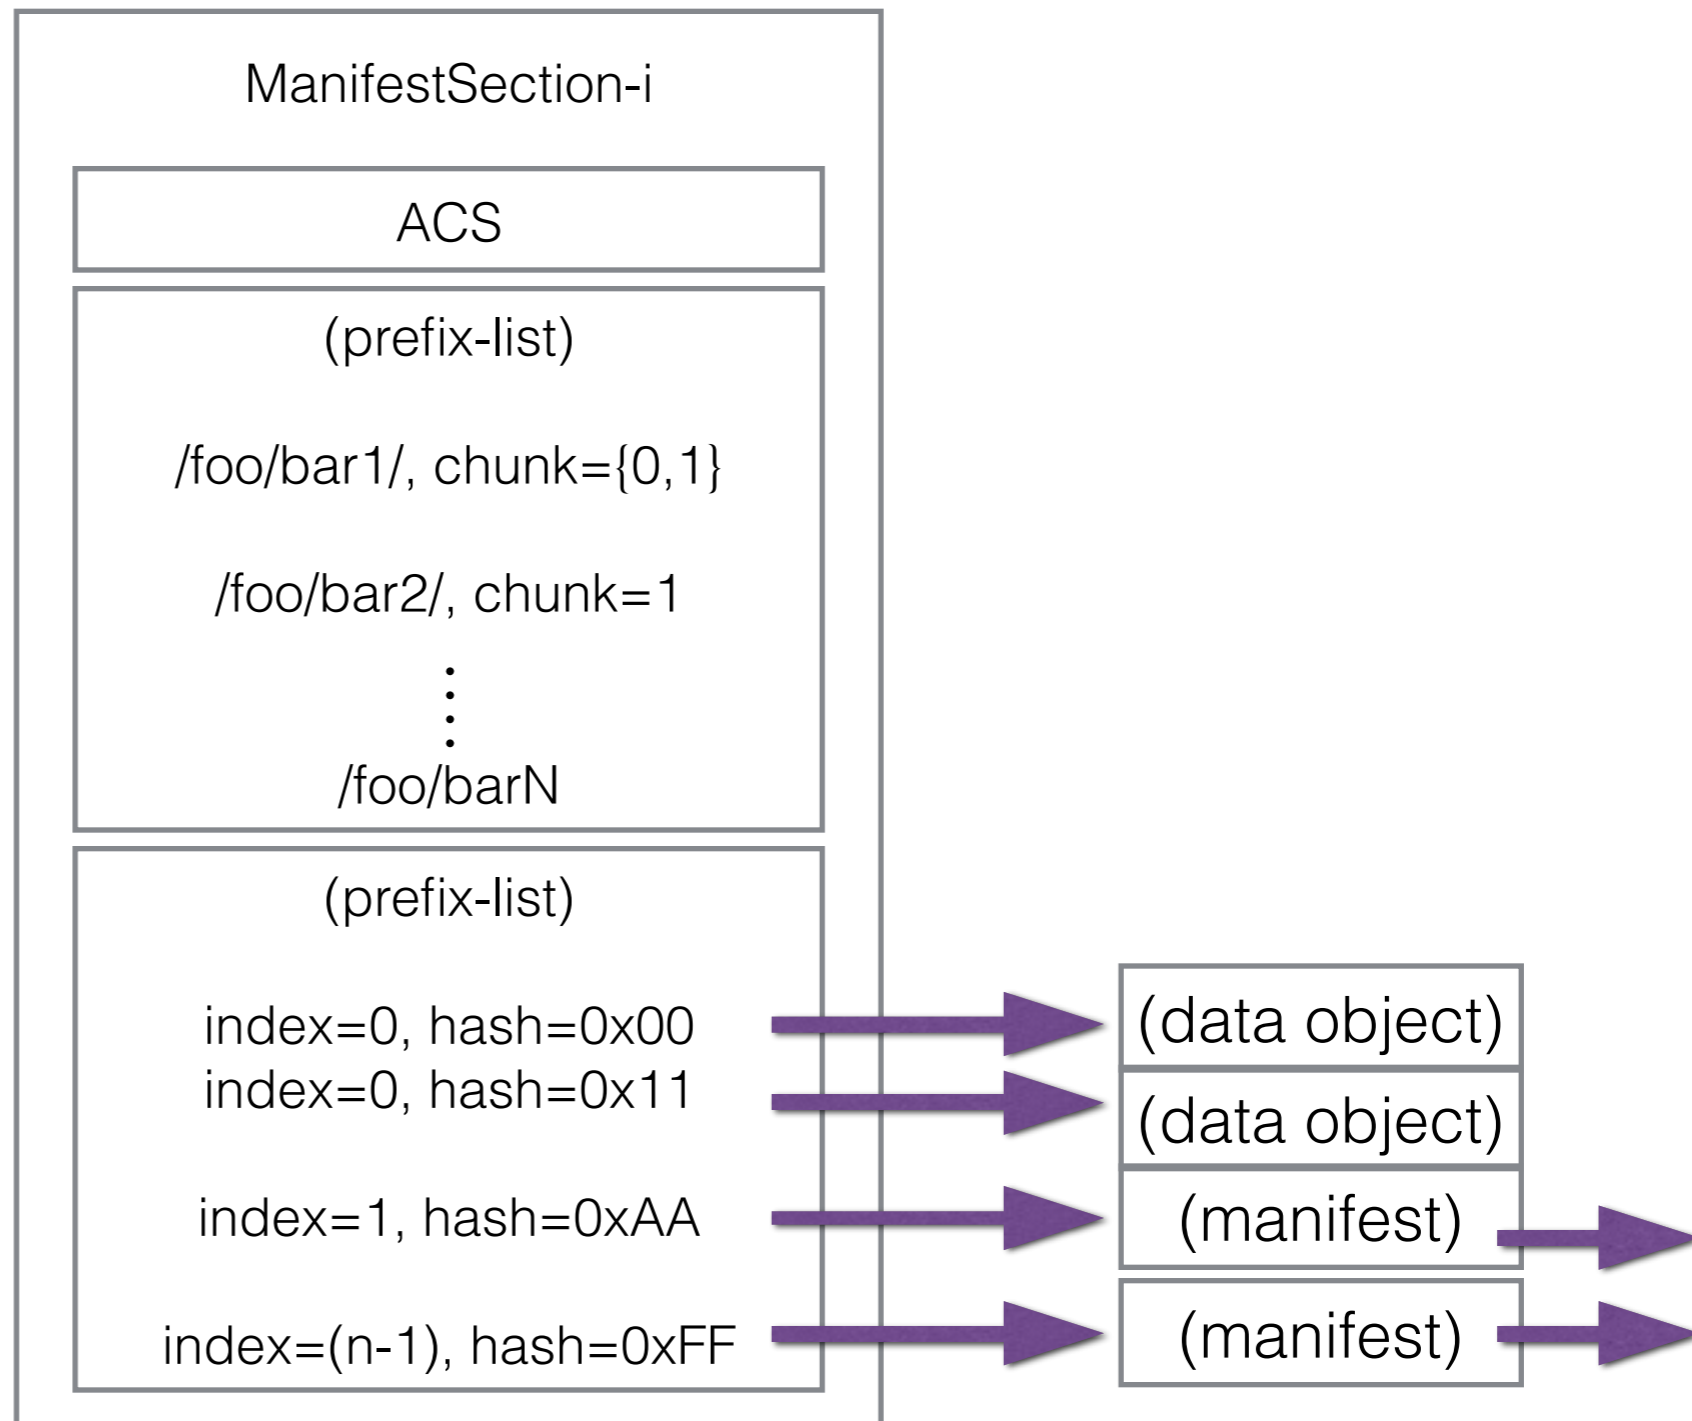 ManifestSection-i
ACS
(prefix-list)
/foo/bar1/, chunk={0,1}
/foo/bar2/, chunk=1
/foo/barN
(prefix-list)
index=0, hash=0x00
index=0, hash=0x11
index=1, hash=0xAA
index=(n-1), hash=0xFF
(data object)
(data object)
(manifest)
(manifest)